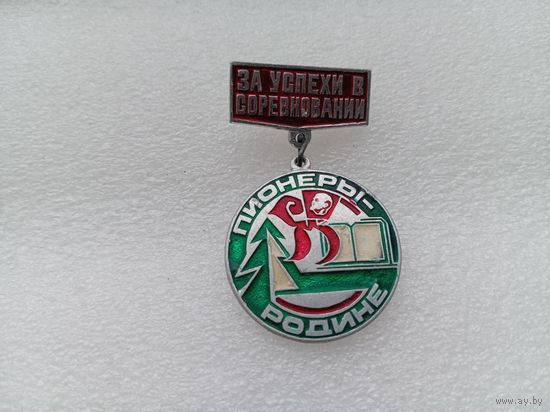 ЗА УСПЕХИ В
СОРЕВНОВАНИИ
ПИОНЕРЫ-
РОДИНЕ
www.ay.by